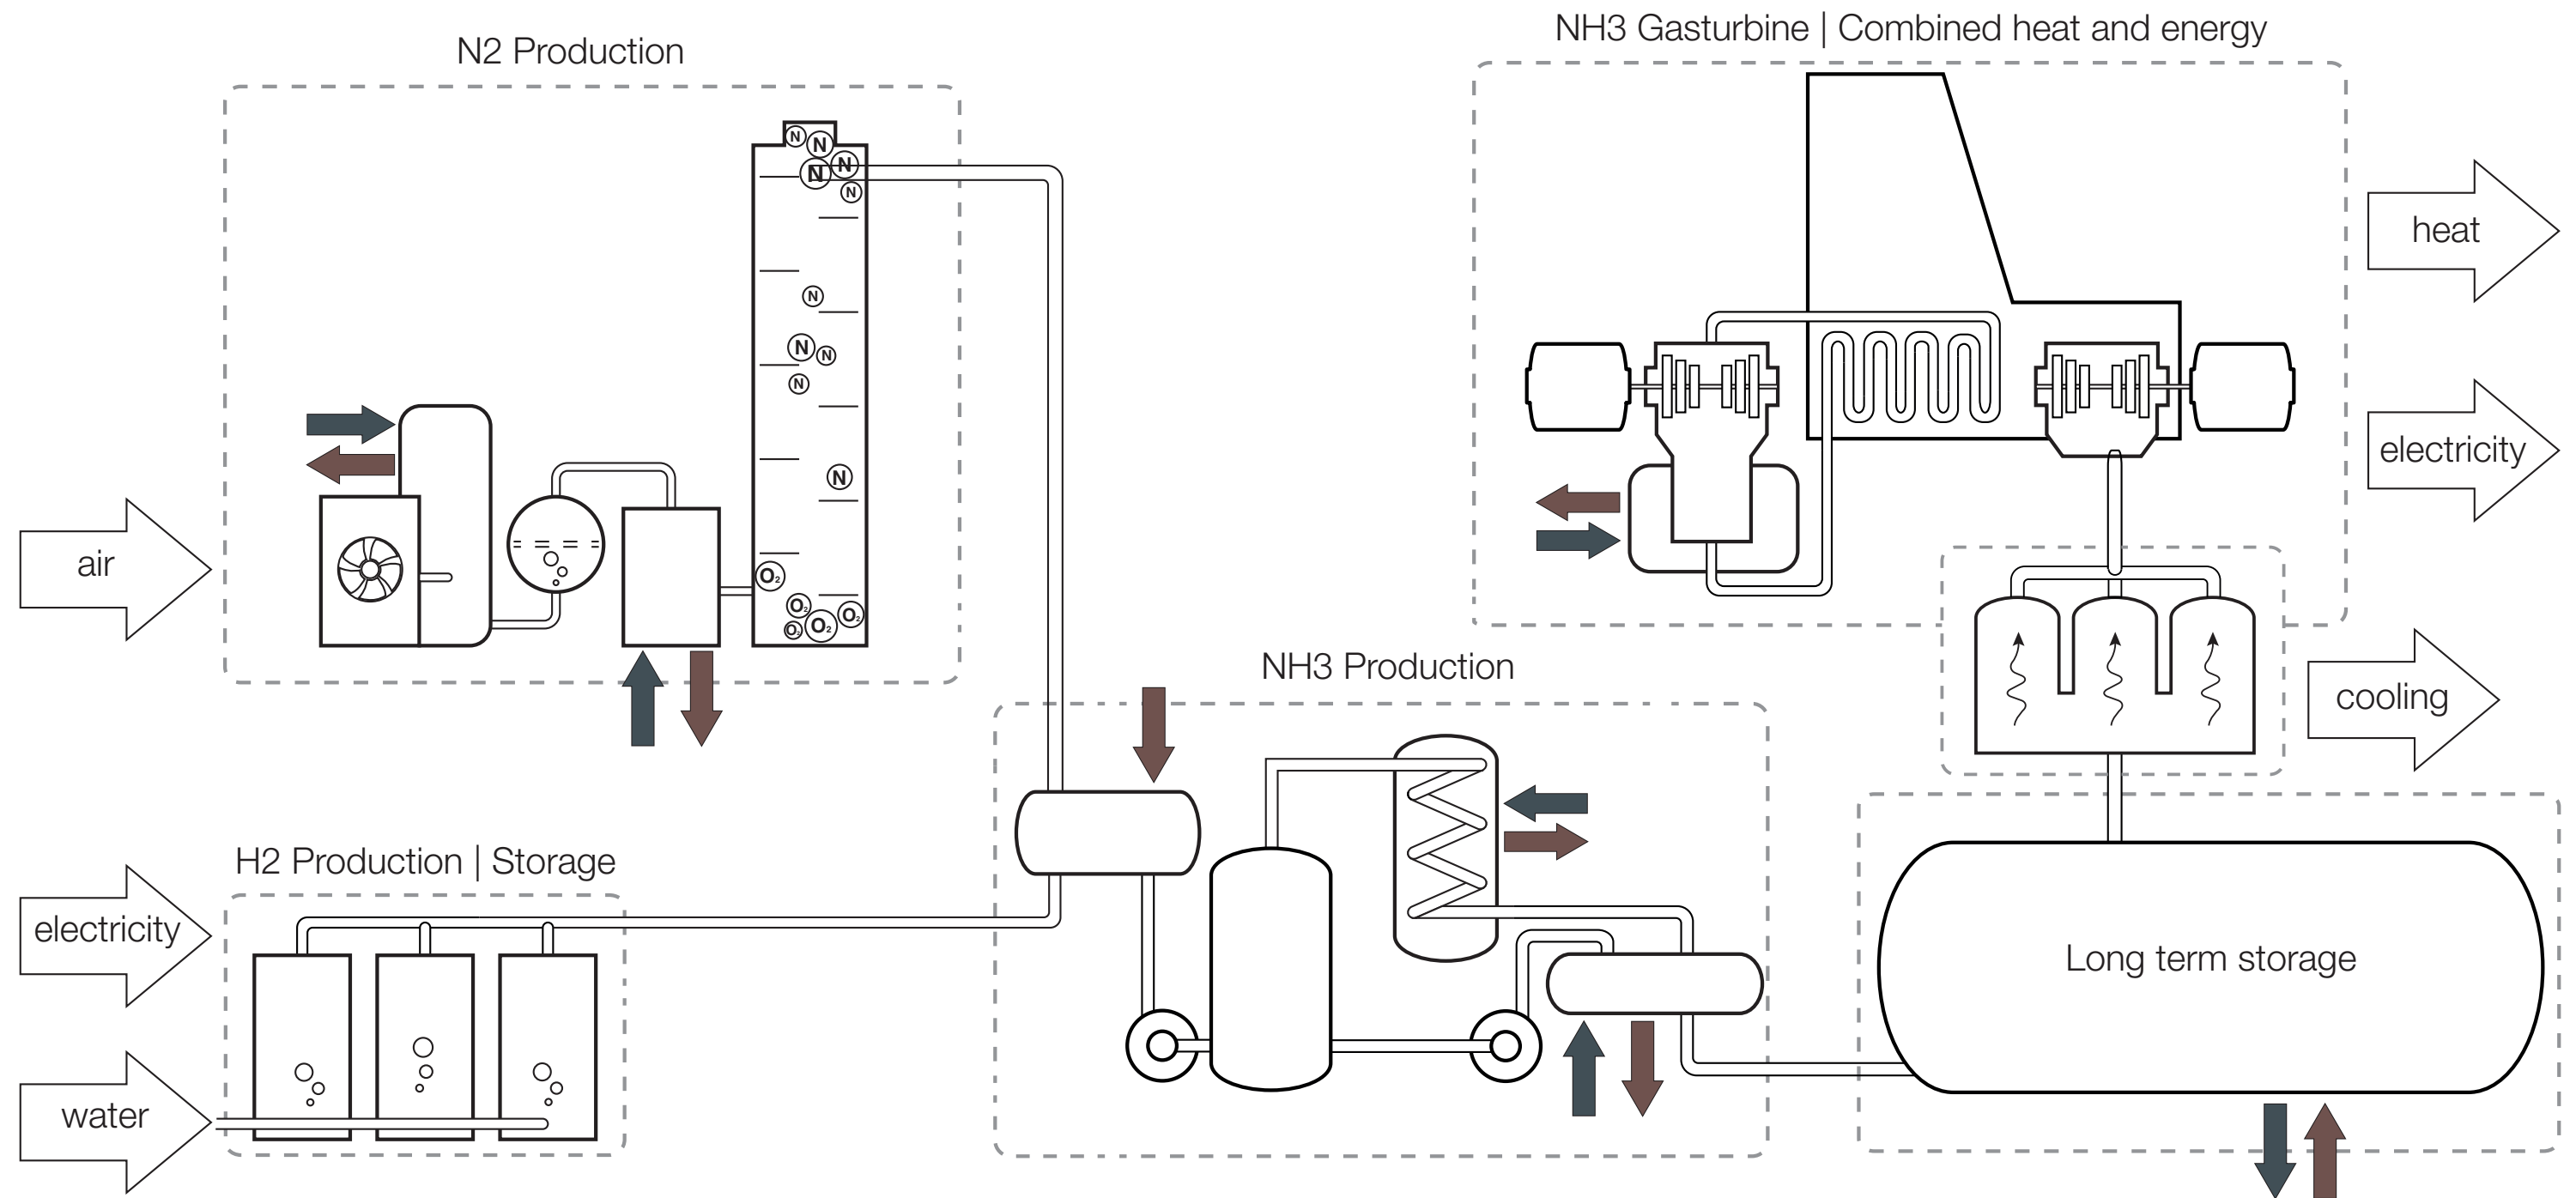 N2 Production
NH3 Gasturbine | Combined heat and energy
N
N
N
N
N
heat
N
N
N
N
electricity
N
air
O₂
O₂
O₂
O₂
O₂
NH3 Production
cooling
H2 Production | Storage
electricity
Long term storage
water